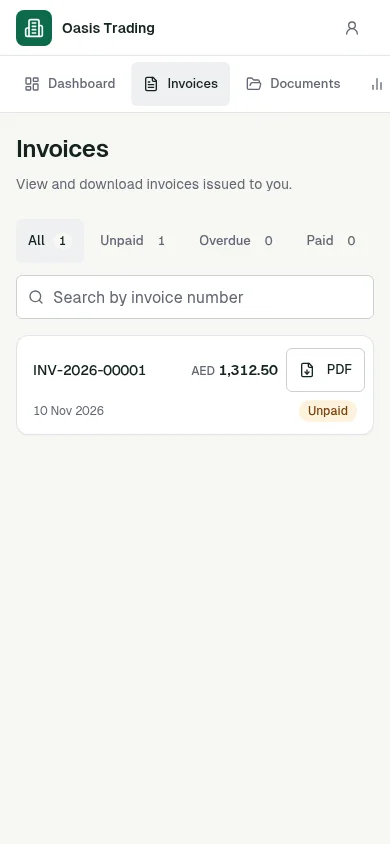 Oasis Trading
Dashboard Invoices Documents
Invoices
View and download invoices issued to you.
All 1 Unpaid 1 Overdue 0 Paid 0
Search by invoice number
INV-2026-00001 AED 1,312.50 PDF
10 Nov 2026 Unpaid